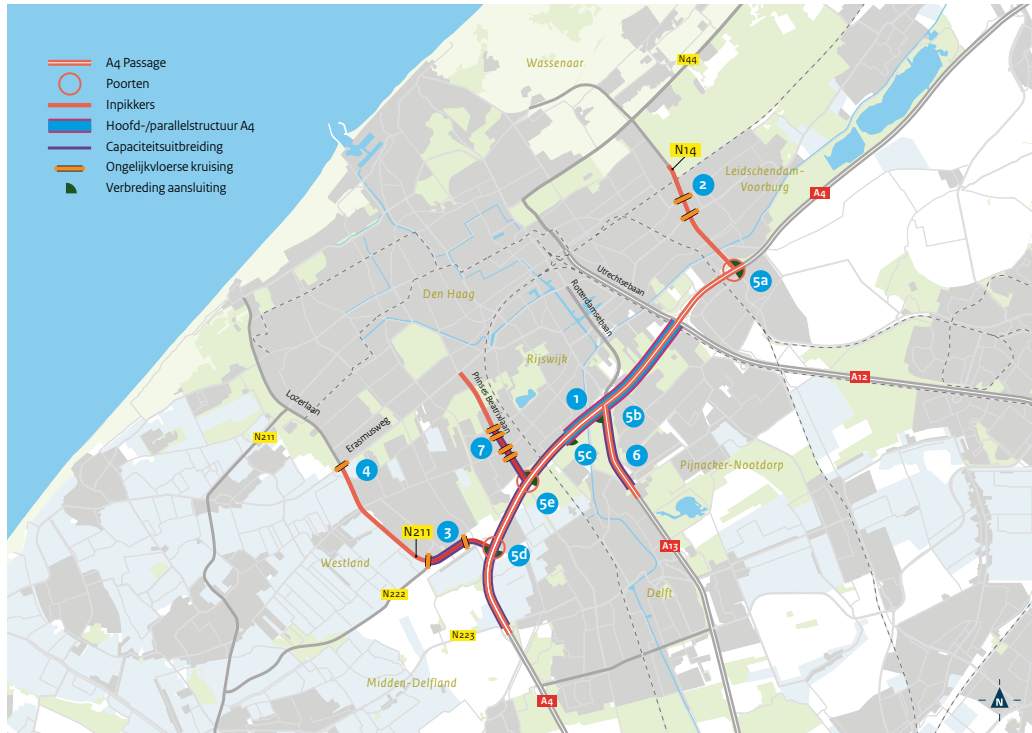 A4 Passage
Poorten
Inpikkers
Hoofd-/parallelstructuur A4
Capaciteitsuitbreiding
Ongelijkvloerse kruising
Verbreding aansluiting
Wassenaar
N44
N14
2
Leidschendam-
Voorburg
A4
5a
Utrechtsebaan
Rotterdamsebaan
Den Haag
Rijswijk
A12
1
5b
Prinses Beatrixlaan
Lozerlaan
Erasmusweg
N211
7
5c
6
Pijnacker-Nootdorp
4
5e
N211
3
5d
A13
Westland
N222
Delft
N223
Midden-Delfland
A4
N